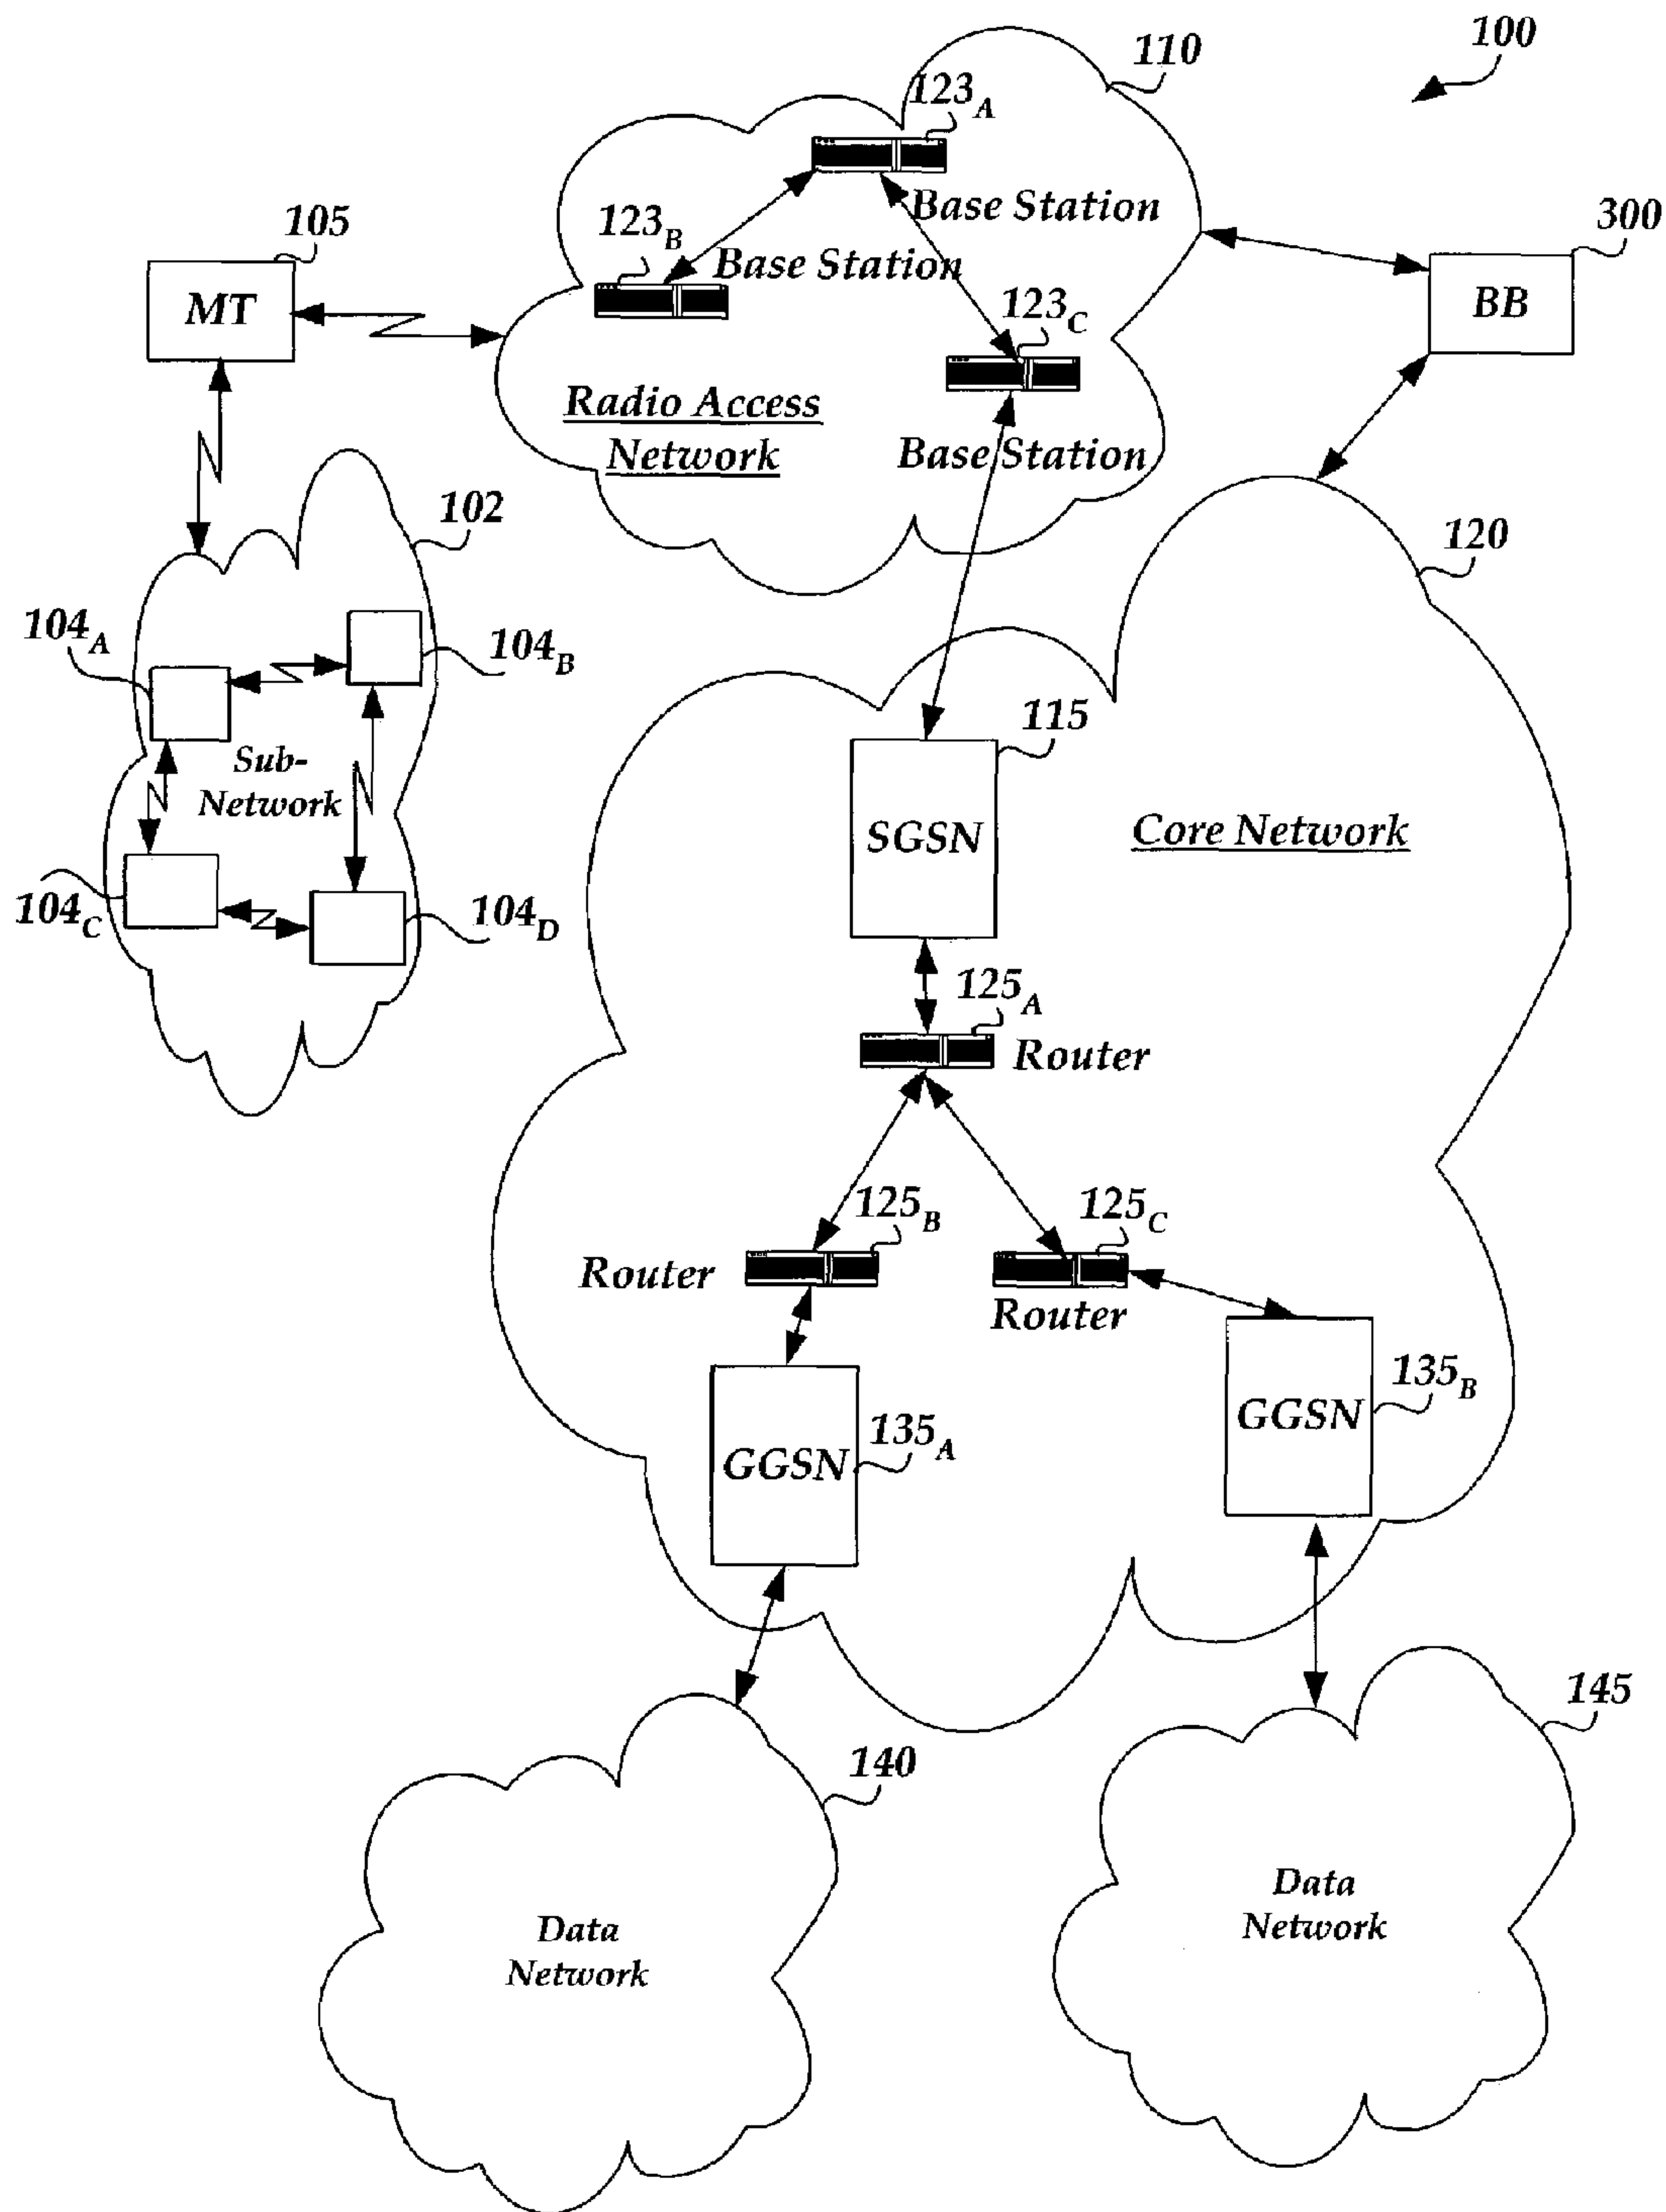 100
110
123A
Base Station
105
MT
123B
Base Station
300
BB
123C
Base Station
Radio Access
Network
102
120
104A
104B
Sub-
Network
104C
104D
115
SGSN
Core Network
125A
Router
125B
Router
125C
Router
135A
GGSN
135B
GGSN
140
Data
Network
145
Data
Network